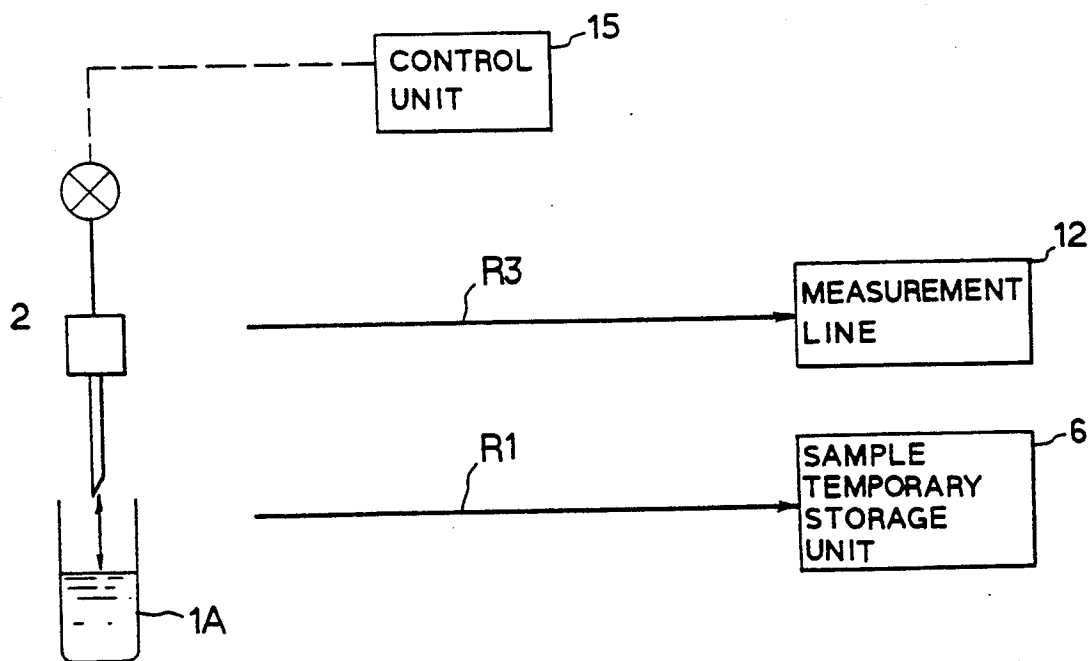 15
CONTROL
UNIT
12
R3
MEASUREMENT
LINE
2
6
R1
SAMPLE
TEMPORARY
STORAGE
UNIT
1A